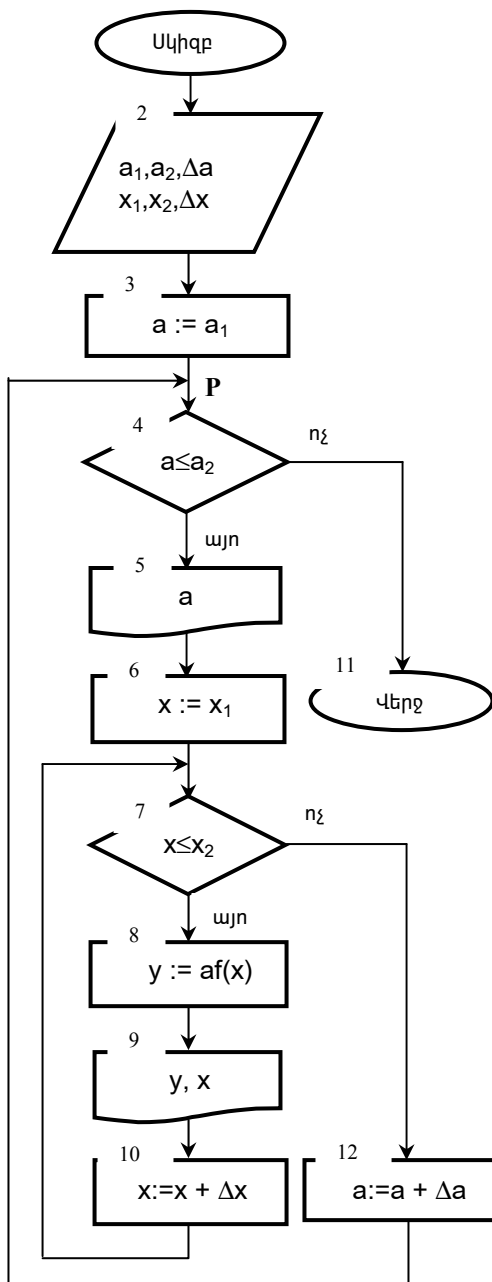 Սկիզբ
2
a₁,a₂,Δa
x₁,x₂,Δx
3
a := a₁
P
4
a≤a₂
ոչ
այո
5
a
6
x := x₁
11
Վերջ
7
x≤x₂
ոչ
այո
8
y := af(x)
9
y, x
10
x:=x + Δx
12
a:=a + Δa